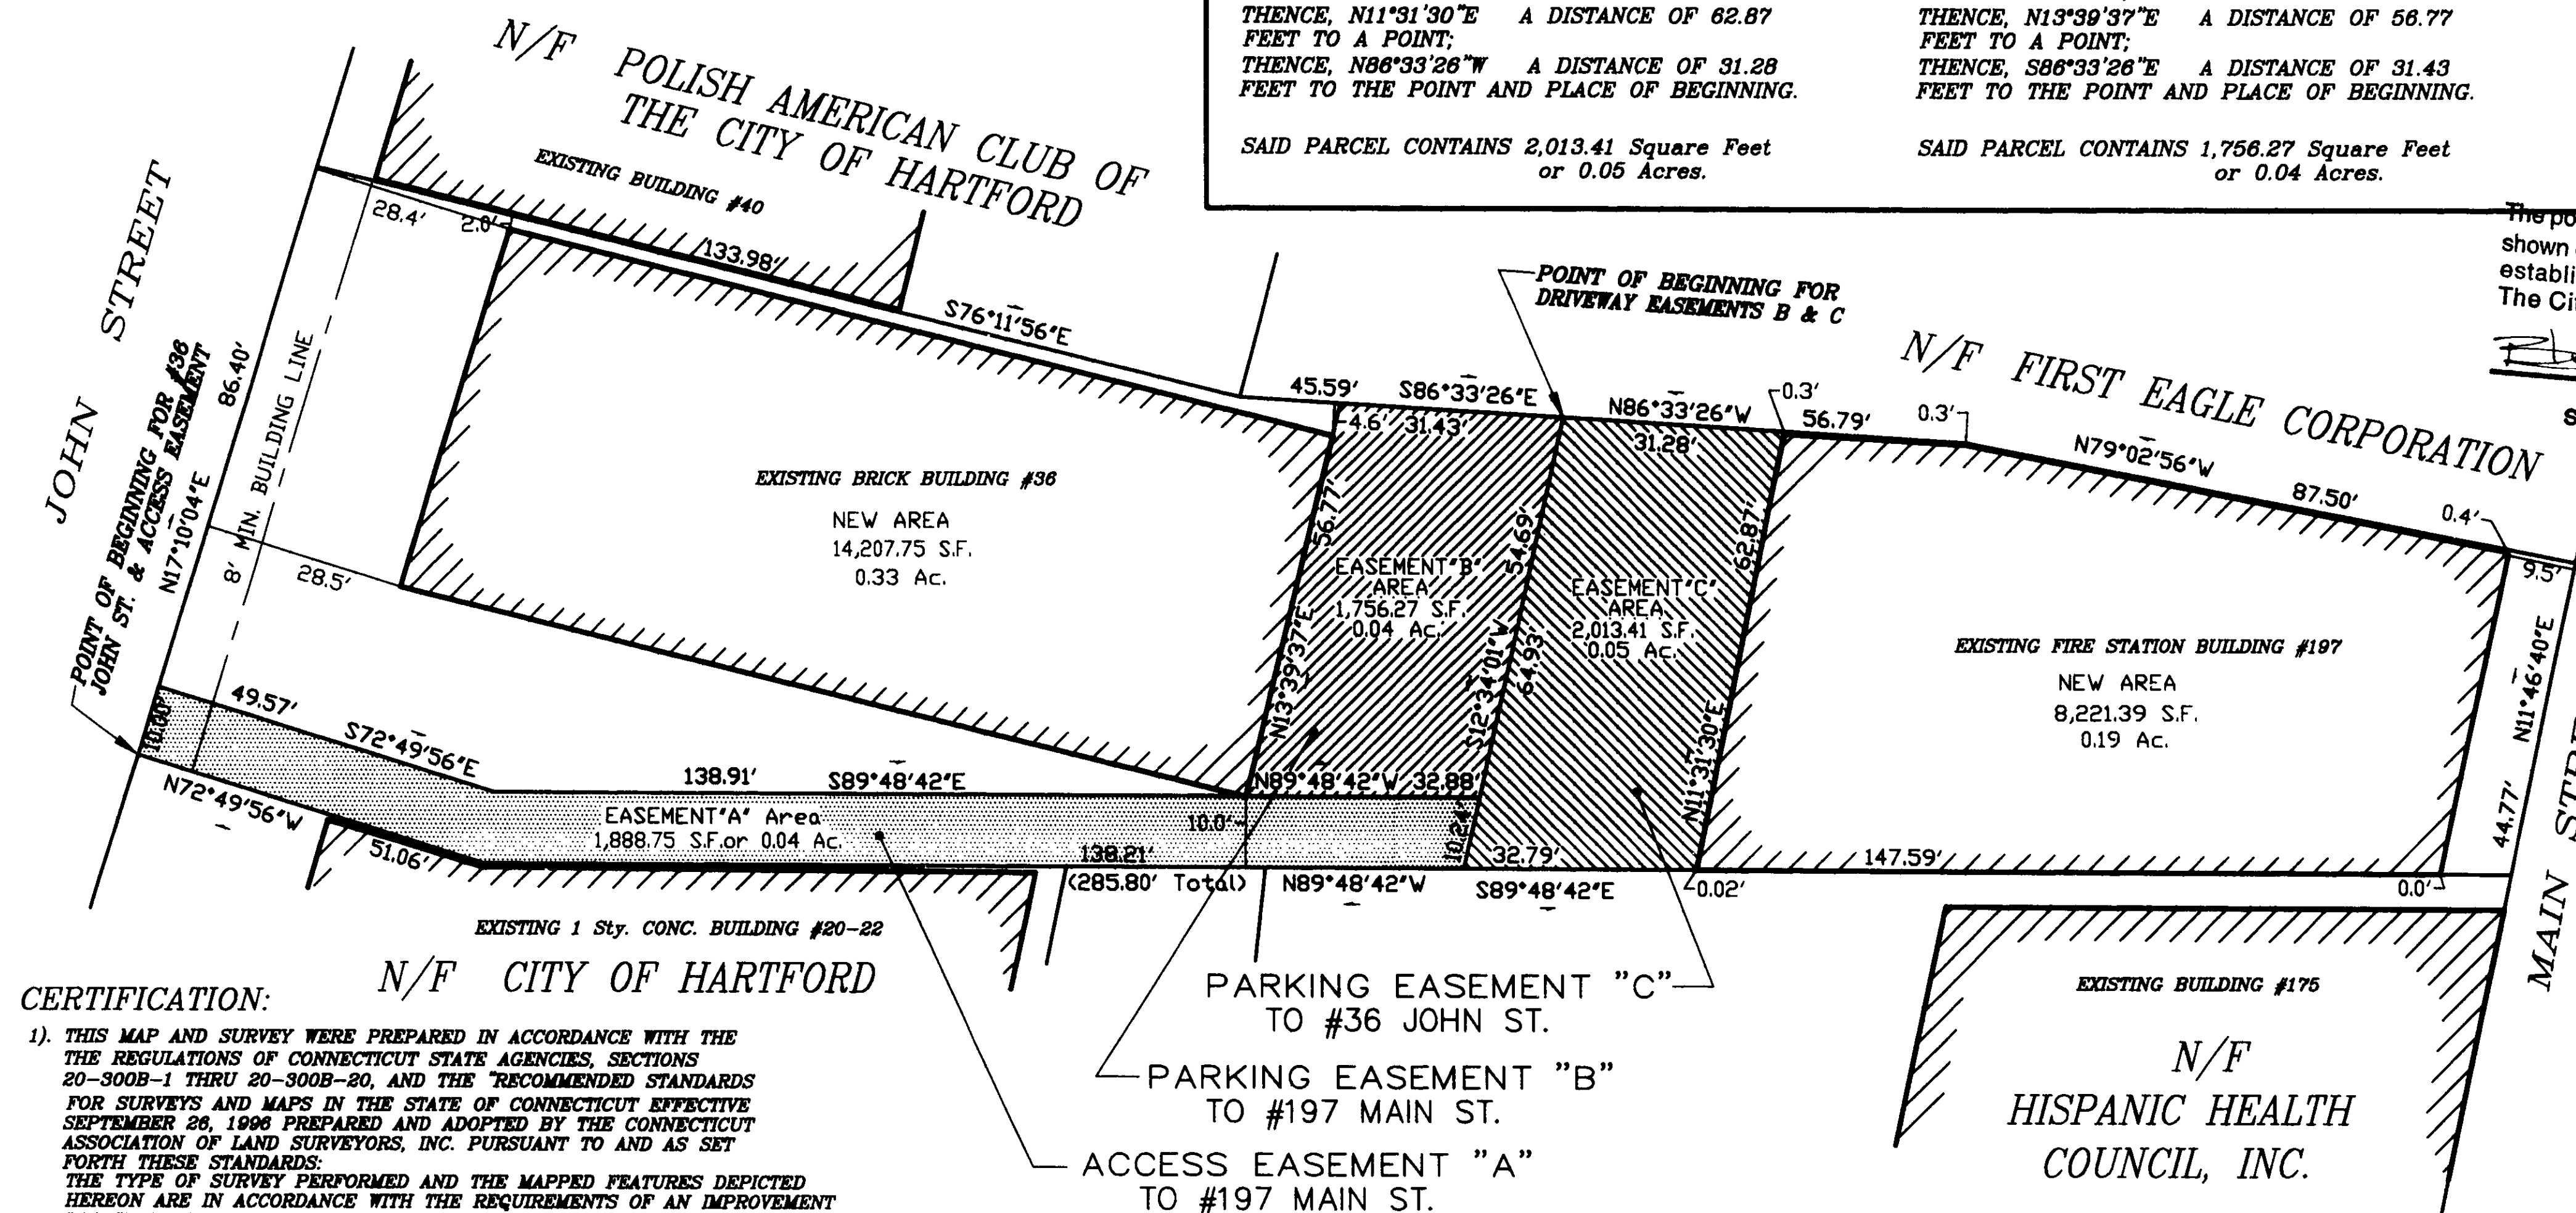 THENCE, N11°31'30"E A DISTANCE OF 62.87
FEET TO A POINT;
THENCE, N86°33'26"W A DISTANCE OF 31.28
FEET TO THE POINT AND PLACE OF BEGINNING.
SAID PARCEL CONTAINS 2,013.41 Square Feet
or 0.05 Acres.
THENCE, N13°39'37"E A DISTANCE OF 56.77
FEET TO A POINT;
THENCE, S86°33'26"E A DISTANCE OF 31.43
FEET TO THE POINT AND PLACE OF BEGINNING.
SAID PARCEL CONTAINS 1,756.27 Square Feet
or 0.04 Acres.
The po
shown
establi
The Ci
S
N/F POLISH AMERICAN CLUB OF
THE CITY OF HARTFORD
EXISTING BUILDING #40
28.4'
2.0'
133.98'
S76°11'56"E
JOHN STREET
POINT OF BEGINNING FOR #36
JOHN ST. & ACCESS EASEMENT
86.40'
N17°10'04"E
8' MIN. BUILDING LINE
28.5'
EXISTING BRICK BUILDING #36
NEW AREA
14,207.75 S.F.
0.33 Ac.
POINT OF BEGINNING FOR
DRIVEWAY EASEMENTS B & C
45.59'
S86°33'26"E
N86°33'26"W
0.3'
56.79'
0.3'
N/F FIRST EAGLE CORPORATION
N79°02'56"W
87.50'
0.4'
9.5'
4.6'
31.43'
31.28'
56.77'
54.69'
62.87'
EASEMENT"B"
AREA
1,756.27 S.F.
0.04 Ac.
EASEMENT"C"
AREA
2,013.41 S.F.
0.05 Ac.
N13°39'37"E
S12°34'01"W
64.93'
N11°31'30"E
EXISTING FIRE STATION BUILDING #197
NEW AREA
8,221.39 S.F.
0.19 Ac.
N11°46'40"E
44.77'
MAIN STRE
10.00'
49.57'
S72°49'56"E
N72°49'56"W
51.06'
138.91'
S89°48'42"E
N89°48'42"W 32.88'
EASEMENT"A" Area
1,888.75 S.F.or 0.04 Ac.
10.0'
10.24'
138.21'
(285.80' Total)
N89°48'42"W
32.79'
S89°48'42"E
0.02'
147.59'
0.0'
EXISTING 1 Sty. CONC. BUILDING #20-22
N/F CITY OF HARTFORD
PARKING EASEMENT "C"
TO #36 JOHN ST.
PARKING EASEMENT "B"
TO #197 MAIN ST.
ACCESS EASEMENT "A"
TO #197 MAIN ST.
EXISTING BUILDING #175
N/F
HISPANIC HEALTH
COUNCIL, INC.
CERTIFICATION:
1). THIS MAP AND SURVEY WERE PREPARED IN ACCORDANCE WITH THE
THE REGULATIONS OF CONNECTICUT STATE AGENCIES, SECTIONS
20-300B-1 THRU 20-300B-20, AND THE "RECOMMENDED STANDARDS
FOR SURVEYS AND MAPS IN THE STATE OF CONNECTICUT EFFECTIVE
SEPTEMBER 26, 1996 PREPARED AND ADOPTED BY THE CONNECTICUT
ASSOCIATION OF LAND SURVEYORS, INC. PURSUANT TO AND AS SET
FORTH THESE STANDARDS:
THE TYPE OF SURVEY PERFORMED AND THE MAPPED FEATURES DEPICTED
HEREON ARE IN ACCORDANCE WITH THE REQUIREMENTS OF AN IMPROVEMENT